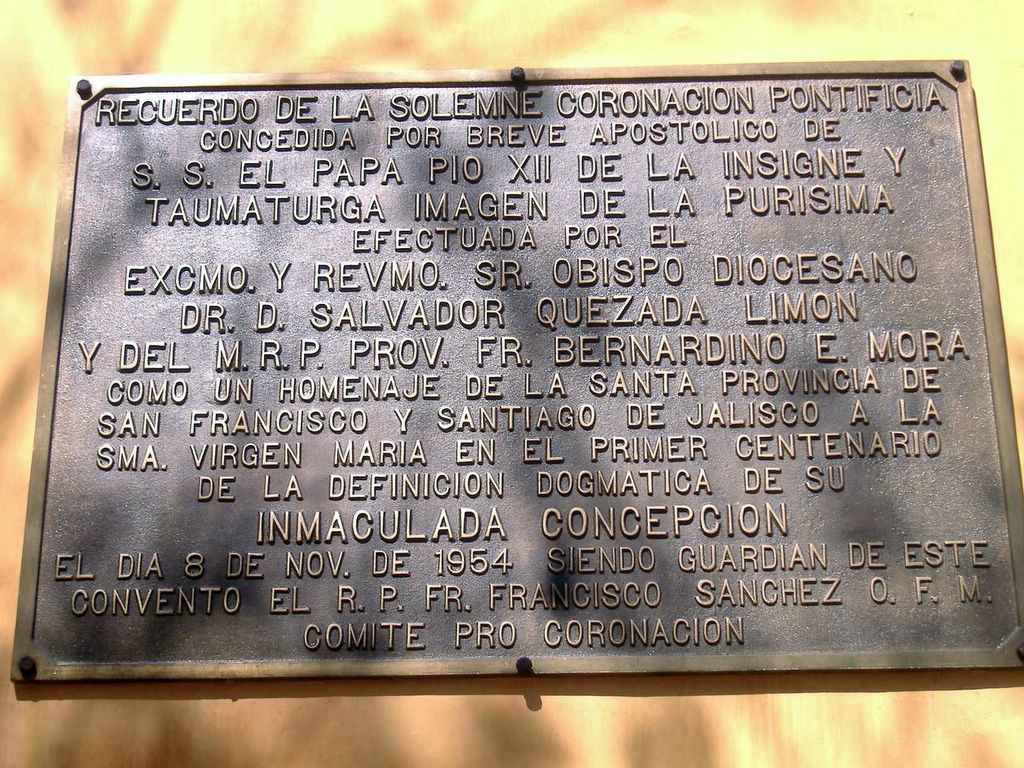 RECUERDO DE LA SOLEMNE CORONACION PONTIFICIA
CONCEDIDA POR BREVE APOSTOLICO DE
S. S. EL PAPA PIO XII DE LA INSIGNE Y
TAUMATURGA IMAGEN DE LA PURISIMA
EFECTUADA POR EL
EXCMO. Y REVMO. SR. OBISPO DIOCESANO
DR. D. SALVADOR QUEZADA LIMON
Y DEL M. R. P. PROV. FR. BERNARDINO E. MORA
COMO UN HOMENAJE DE LA SANTA PROVINCIA DE
SAN FRANCISCO Y SANTIAGO DE JALISCO A LA
SMA. VIRGEN MARIA EN EL PRIMER CENTENARIO
DE LA DEFINICION DOGMATICA DE SU
INMACULADA CONCEPCION
EL DIA 8 DE NOV. DE 1954 SIENDO GUARDIAN DE ESTE
CONVENTO EL R. P. FR. FRANCISCO SANCHEZ O. F. M.
COMITE PRO CORONACION